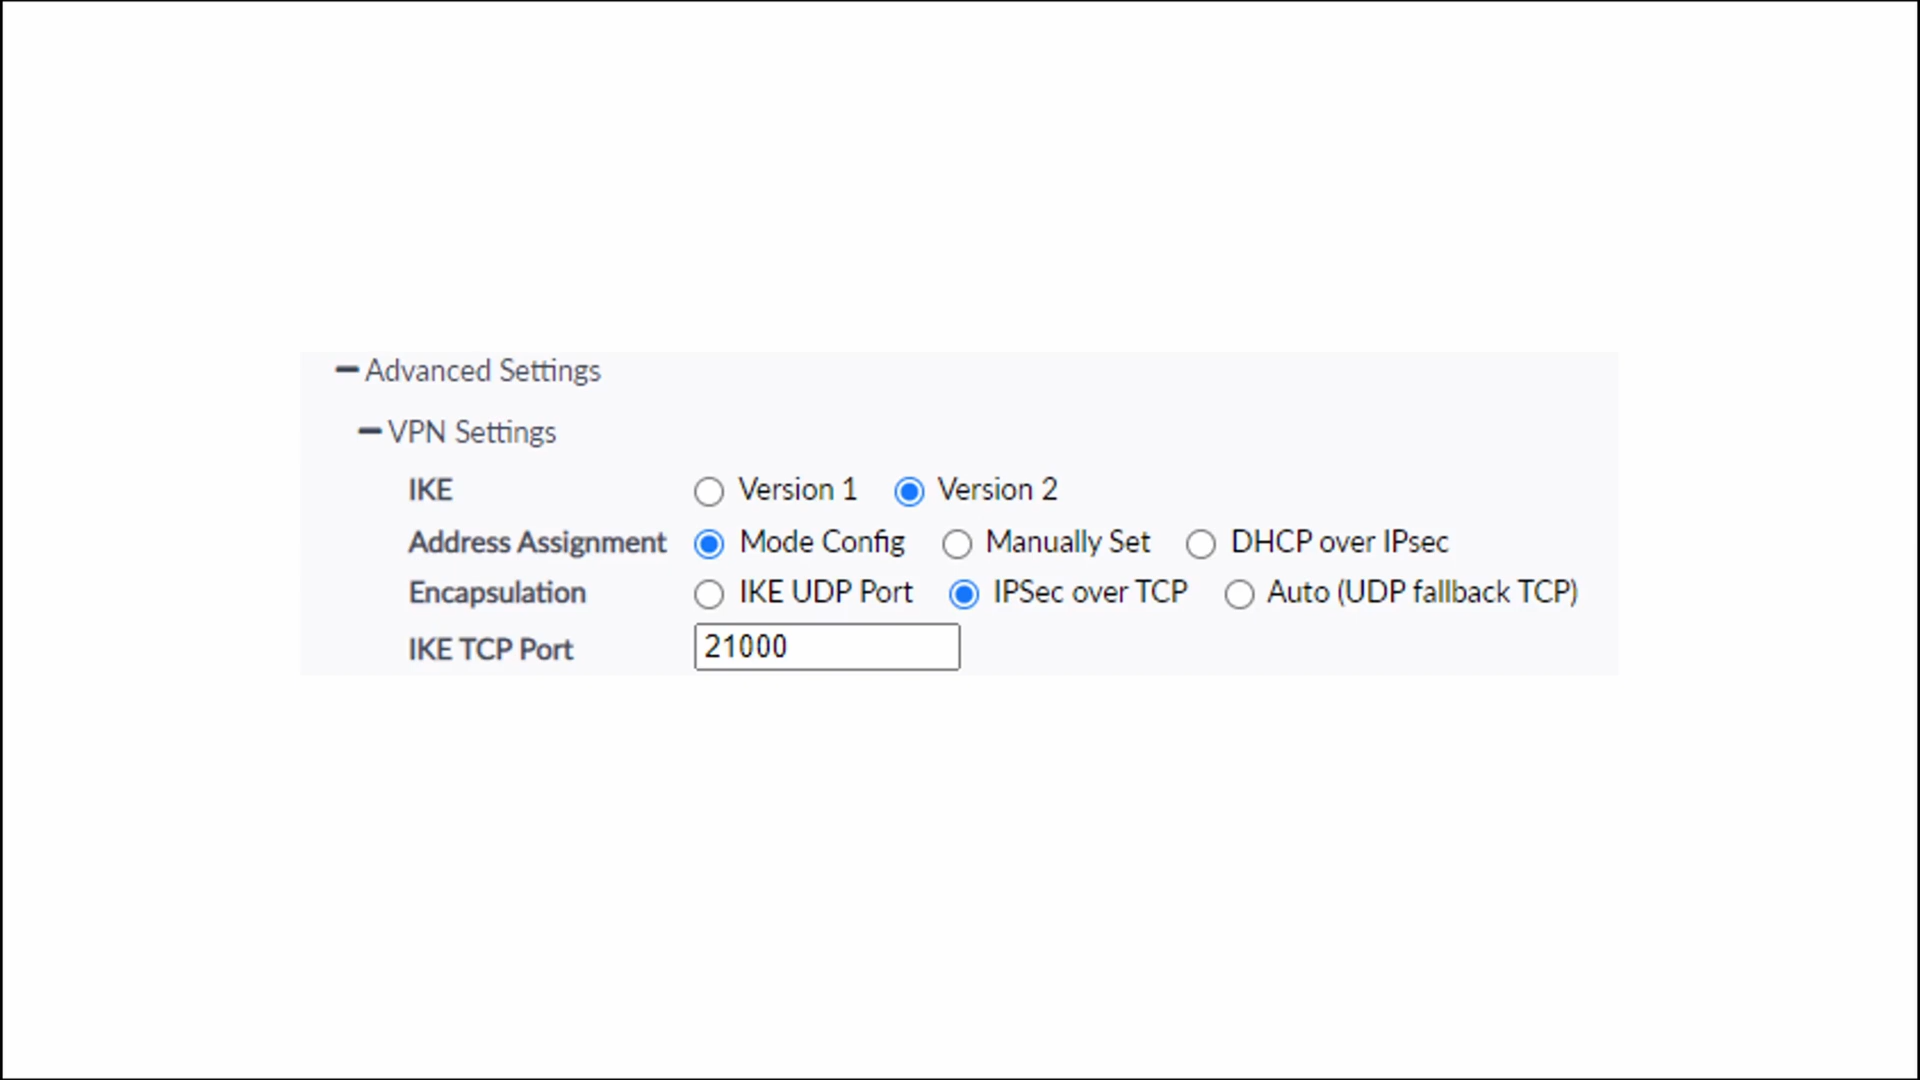 Advanced Settings
VPN Settings
IKE Version 1 Version 2
Address Assignment Mode Config Manually Set DHCP over IPsec
Encapsulation IKE UDP Port IPSec over TCP Auto (UDP fallback TCP)
IKE TCP Port 21000